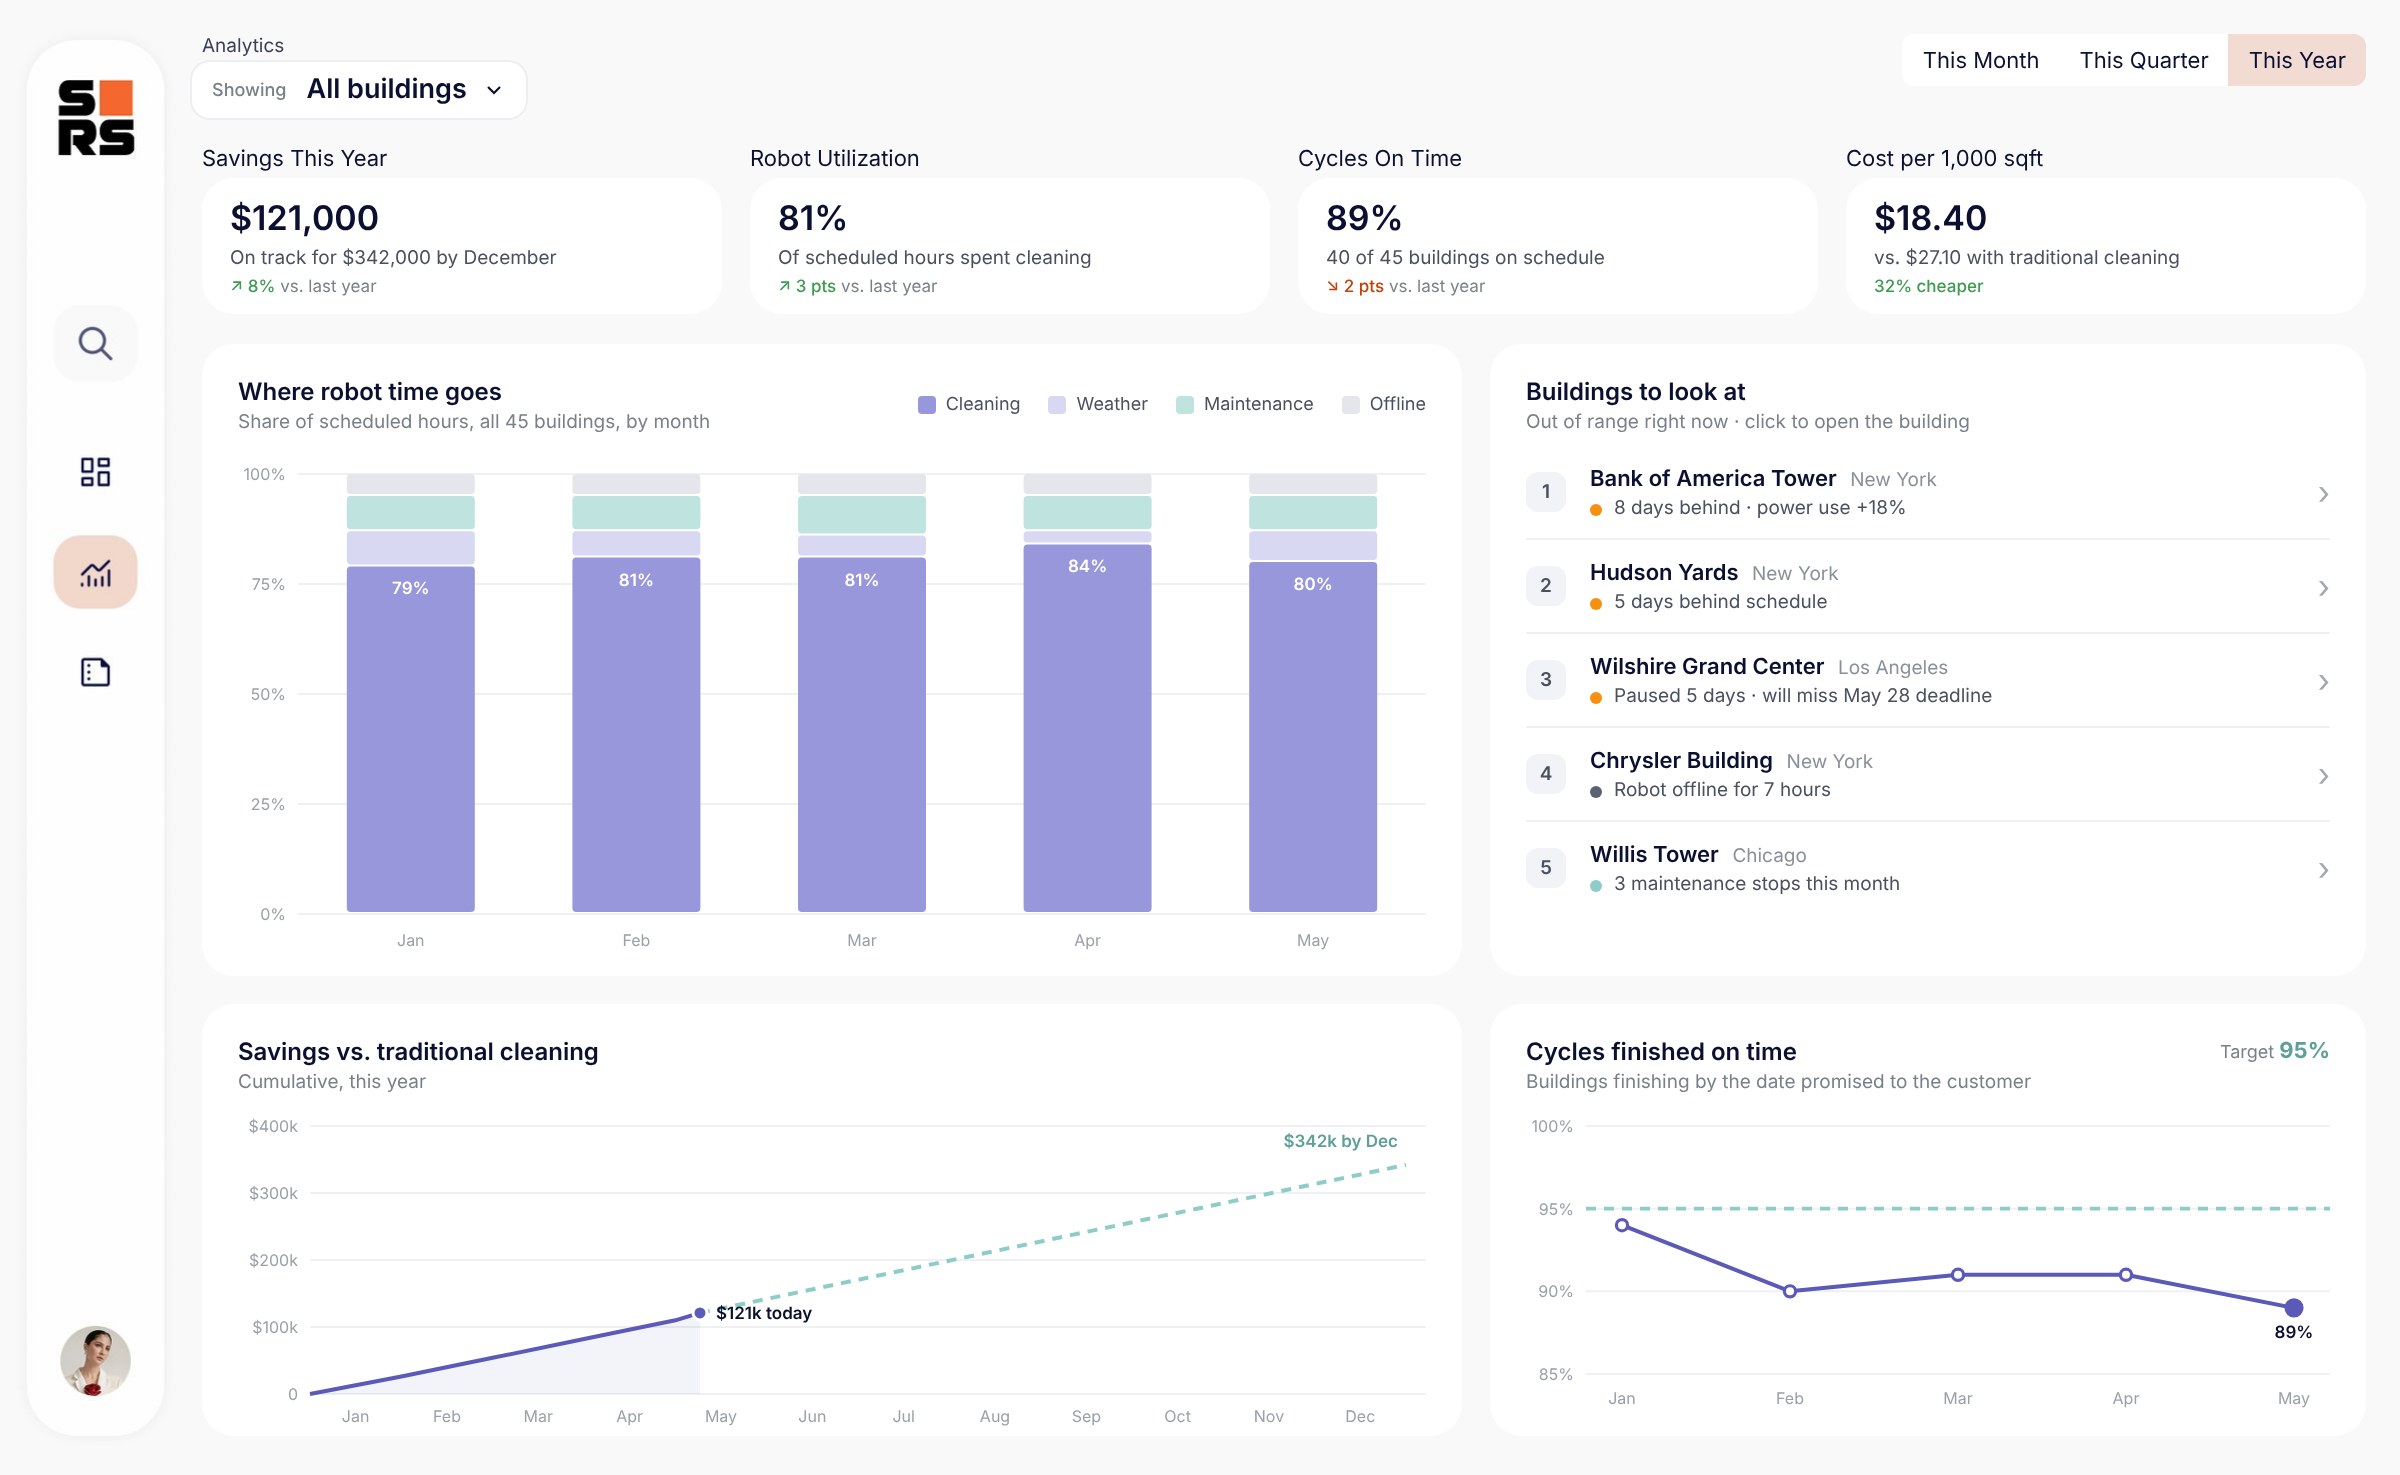 SRS
Analytics
Showing All buildings
This Month This Quarter This Year
Savings This Year
$121,000
On track for $342,000 by December
↗ 8% vs. last year
Robot Utilization
81%
Of scheduled hours spent cleaning
↗ 3 pts vs. last year
Cycles On Time
89%
40 of 45 buildings on schedule
↘ 2 pts vs. last year
Cost per 1,000 sqft
$18.40
vs. $27.10 with traditional cleaning
32% cheaper
Where robot time goes
Share of scheduled hours, all 45 buildings, by month
Cleaning Weather Maintenance Offline
100%
75%
50%
25%
0%
79% 81% 81% 84% 80%
Jan Feb Mar Apr May
Buildings to look at
Out of range right now · click to open the building
1 Bank of America Tower New York
8 days behind · power use +18%
2 Hudson Yards New York
5 days behind schedule
3 Wilshire Grand Center Los Angeles
Paused 5 days · will miss May 28 deadline
4 Chrysler Building New York
Robot offline for 7 hours
5 Willis Tower Chicago
3 maintenance stops this month
Savings vs. traditional cleaning
Cumulative, this year
$400k
$300k
$200k
$100k
0
$342k by Dec
$121k today
Jan Feb Mar Apr May Jun Jul Aug Sep Oct Nov Dec
Cycles finished on time
Target 95%
Buildings finishing by the date promised to the customer
100%
95%
90%
85%
89%
Jan Feb Mar Apr May